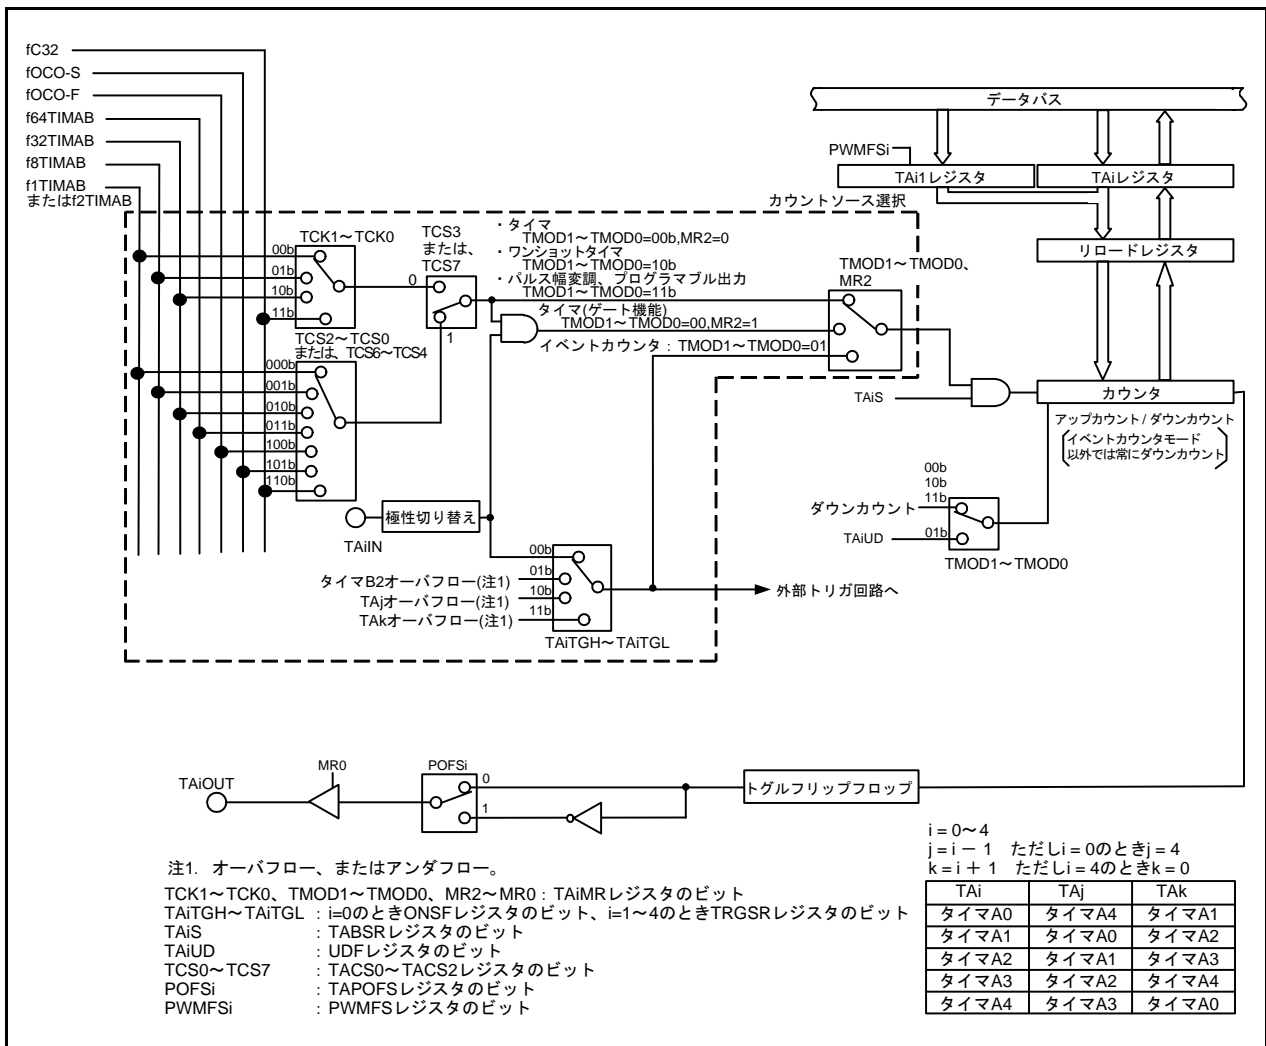 fC32
fOCO-S
fOCO-F
f64TIMAB
f32TIMAB
f8TIMAB
f1TIMAB
またはf2TIMAB
データバス
PWMFSi
TAi1レジスタ
TAiレジスタ
リロードレジスタ
カウントソース選択
TCK1～TCK0
00b
01b
10b
11b
TCS3
または、
TCS7
0
1
・タイマ
TMOD1～TMOD0=00b,MR2=0
・ワンショットタイマ
TMOD1～TMOD0=10b
・パルス幅変調、プログラマブル出力
TMOD1～TMOD0=11b
タイマ(ゲート機能)
TMOD1～TMOD0=00,MR2=1
イベントカウンタ：TMOD1～TMOD0=01
TMOD1～TMOD0、
MR2
TCS2～TCS0
または、TCS6～TCS4
000b
001b
010b
011b
100b
101b
110b
TAiS
カウンタ
アップカウント / ダウンカウント
イベントカウンタモード
以外では常にダウンカウント
00b
10b
11b
ダウンカウント
TAiUD
01b
TMOD1～TMOD0
TAiIN
極性切り替え
00b
タイマB2オーバフロー(注1)
01b
TAjオーバフロー(注1)
10b
TAkオーバフロー(注1)
11b
TAiTGH～TAiTGL
外部トリガ回路へ
TAiOUT
MR0
POFSi
0
1
トグルフリップフロップ
i = 0～4
j = i － 1　ただしi = 0のときj = 4
k = i ＋ 1　ただしi = 4のときk = 0
TAi TAj TAk
タイマA0 タイマA4 タイマA1
タイマA1 タイマA0 タイマA2
タイマA2 タイマA1 タイマA3
タイマA3 タイマA2 タイマA4
タイマA4 タイマA3 タイマA0
注1. オーバフロー、またはアンダフロー。
TCK1～TCK0、TMOD1～TMOD0、MR2～MR0：TAiMRレジスタのビット
TAiTGH～TAiTGL：i=0のときONSFレジスタのビット、i=1～4のときTRGSRレジスタのビット
TAiS：TABSRレジスタのビット
TAiUD：UDFレジスタのビット
TCS0～TCS7：TACS0～TACS2レジスタのビット
POFSi：TAPOFSレジスタのビット
PWMFSi：PWMFSレジスタのビット